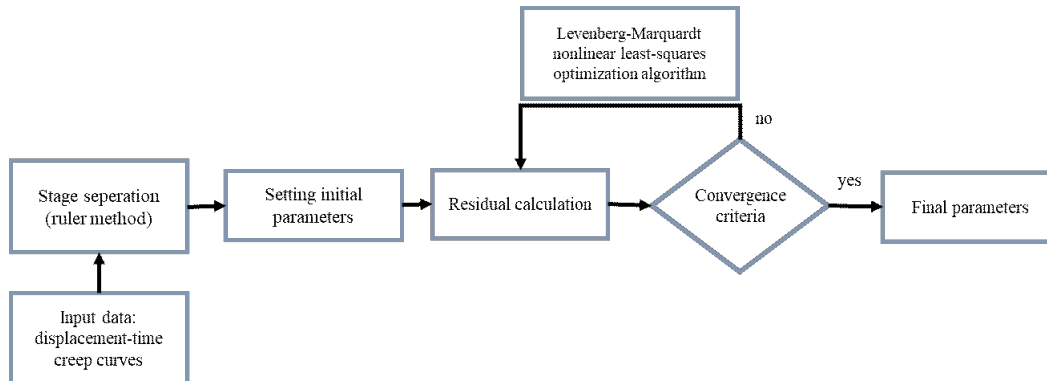 Levenberg-Marquardt
nonlinear least-squares
optimization algorithm
no
Stage seperation
(ruler method)
Setting initial
parameters
Residual calculation
Convergence
criteria
yes
Final parameters
Input data:
displacement-time
creep curves